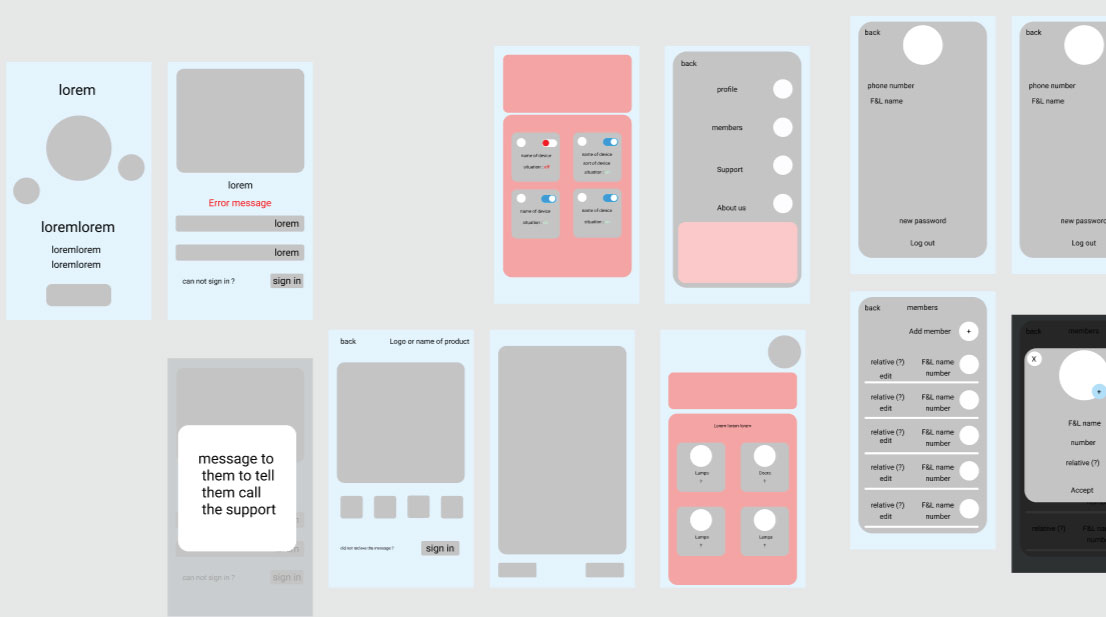 lorem
loremlorem
loremlorem
loremlorem
lorem
Error message
lorem
lorem
can not sign in ?
sign in
message to
them to tell
them call
the support
can not sign in ?
sign in
back
Logo or name of product
did not recieve the message ?
sign in
name of device
situation : off
name of device
sort of device
situation :
name of device
situation :
name of device
situation :
Lorem lorem lorem
Lamps
?
Doors
?
Lamps
?
Lamps
?
back
profile
members
Support
About us
back
phone number
F&L name
new password
Log out
back
phone number
F&L name
new password
Log out
back
members
Add member
+
relative (?)
F&L name
edit
number
relative (?)
F&L name
edit
number
relative (?)
F&L name
edit
number
relative (?)
F&L name
edit
number
relative (?)
F&L name
edit
number
back
members
X
+
F&L name
number
relative (?)
Accept
relative (?)